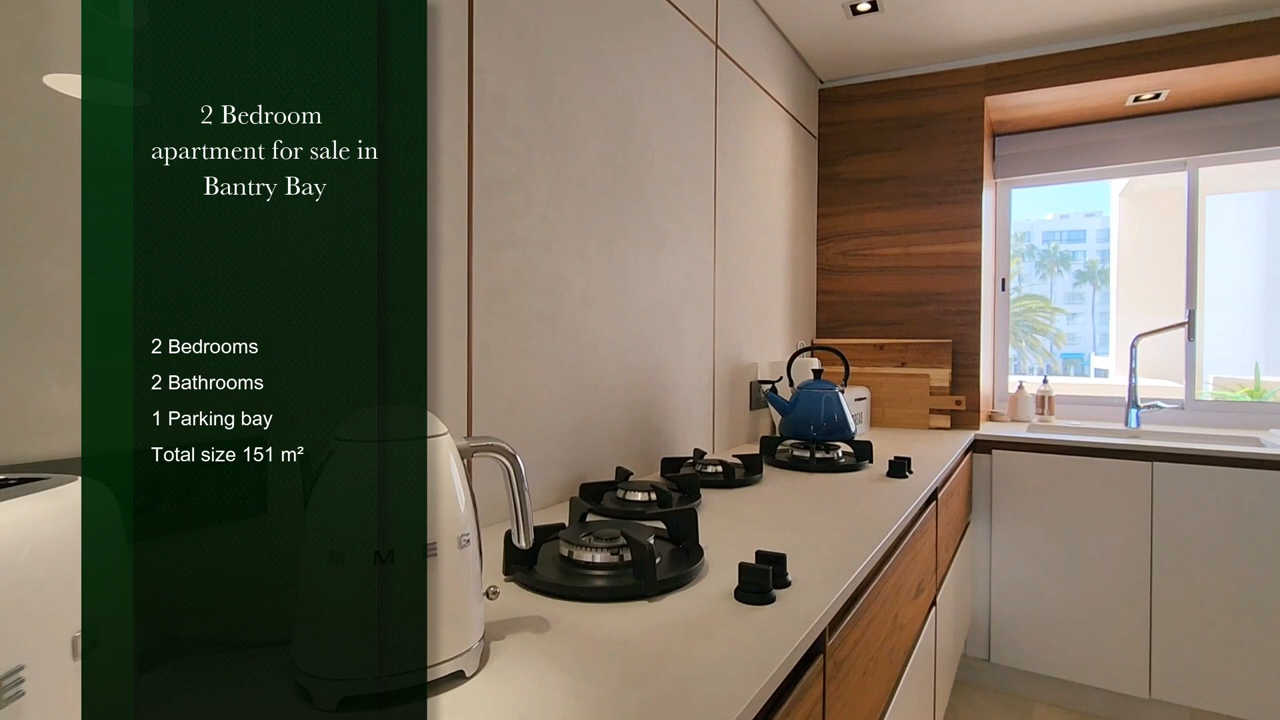 2 Bedroom
apartment for sale in
Bantry Bay
2 Bedrooms
2 Bathrooms
1 Parking bay
Total size 151 m²
SMEG
E